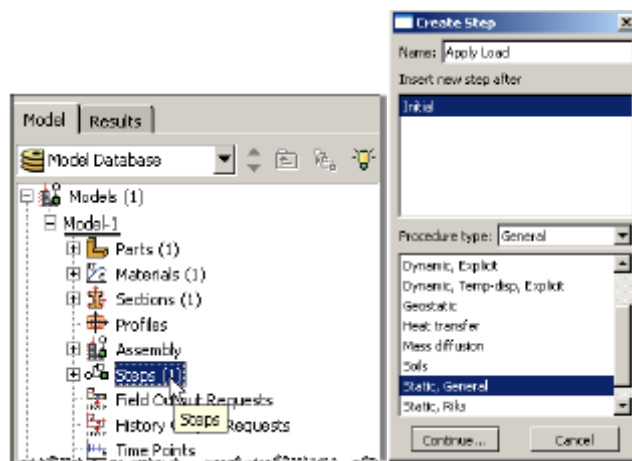 Model Results
Model Database
Models (1)
Model-1
Parts (1)
Materials (1)
Sections (1)
Profiles
Assembly
Steps (1)
Field Output Requests
Steps
History Requests
Time Points
Create Step
Name: Apply Load
Insert new step after
Initial
Procedure type: General
Dynamic, Explicit
Dynamic, Temp-disp, Explicit
Geostatic
Heat transfer
Mass diffusion
Soils
Static, General
Static, Riks
Continue... Cancel